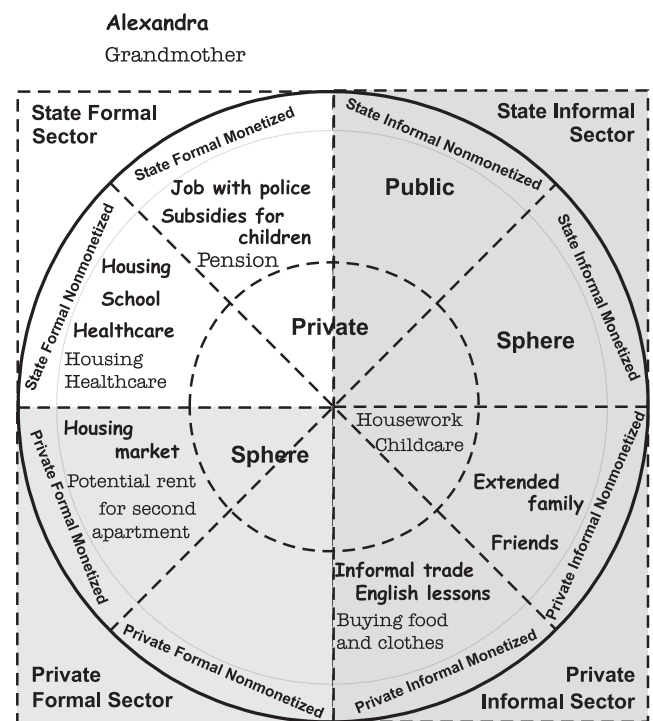 Alexandra
Grandmother
State Formal
Sector
State Informal
Sector
State Formal Monetized
State Informal Nonmonetized
State Formal Nonmonetized
State Informal Monetized
Job with police
Subsidies for
children
Pension
Public
Housing
School
Healthcare
Housing
Healthcare
Private
Sphere
Housing
market
Potential rent
for second
apartment
Sphere
Housework
Childcare
Extended
family
Friends
Informal trade
English lessons
Buying food
and clothes
Private Formal Monetized
Private Informal Nonmonetized
Private Formal Nonmonetized
Private Informal Monetized
Private
Formal Sector
Private
Informal Sector